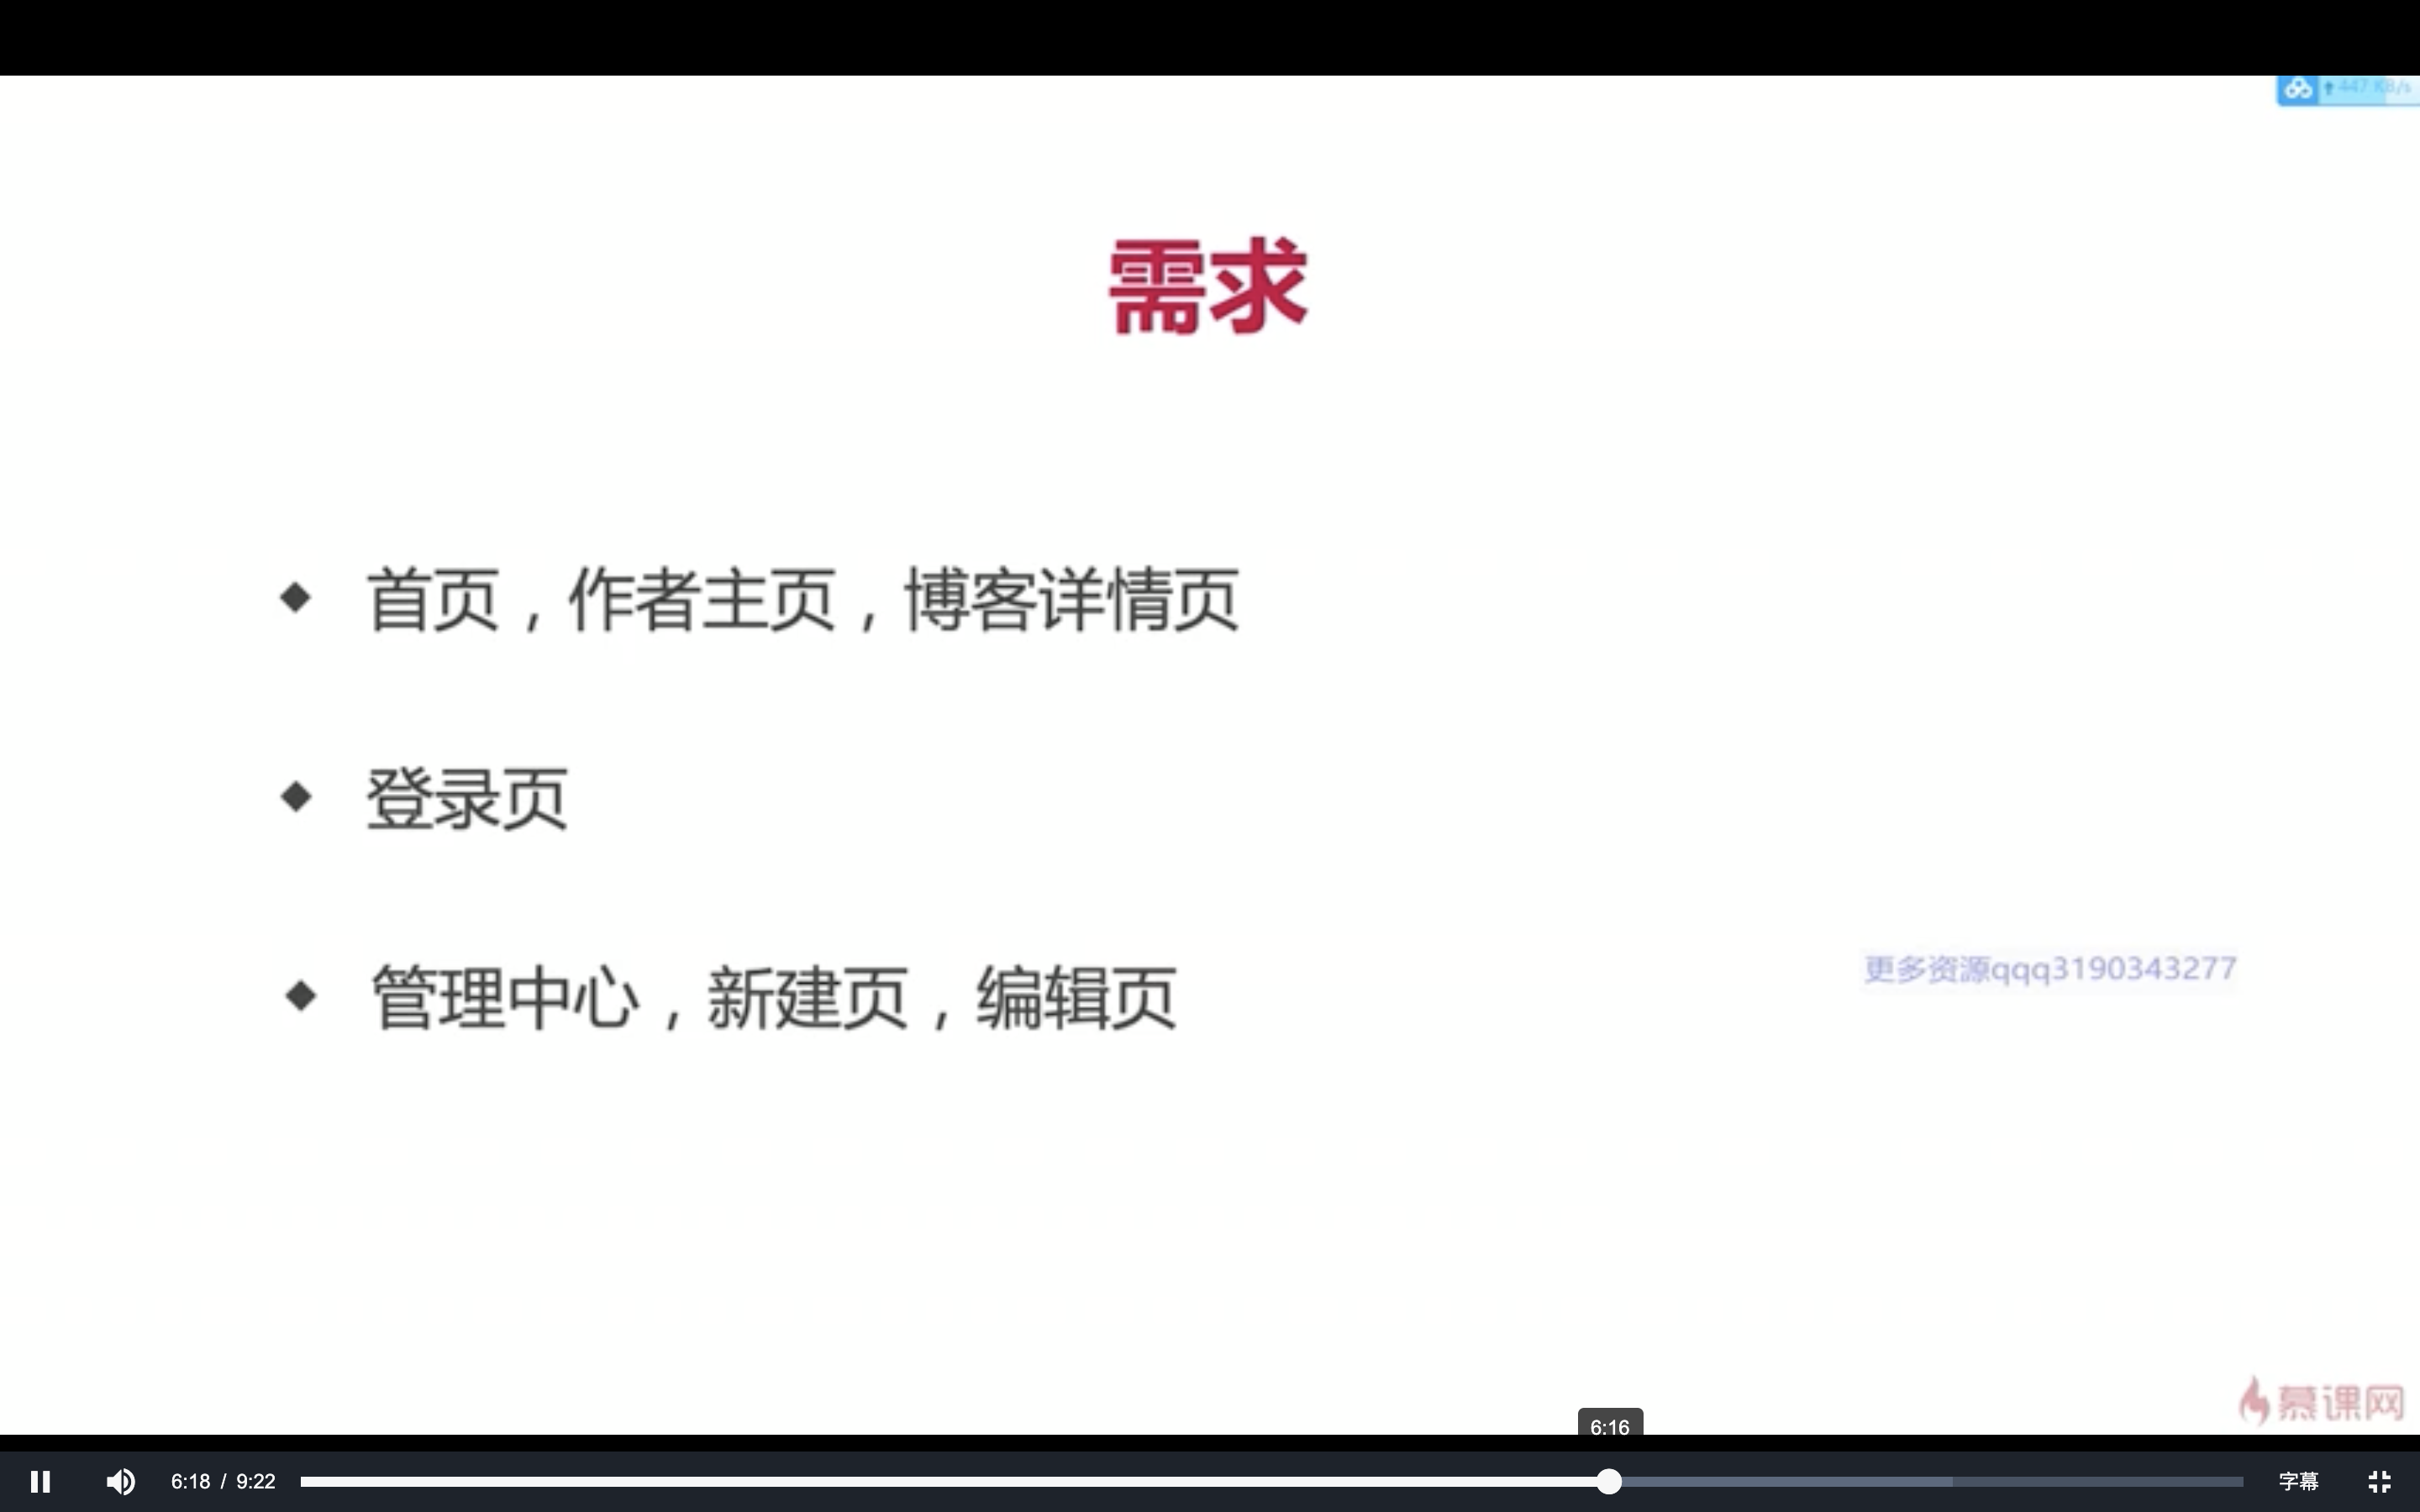 447 KB/s
需求
首页，作者主页，博客详情页
登录页
管理中心，新建页，编辑页
更多资源qqq3190343277
慕课网
6:16
6:18 / 9:22
字幕